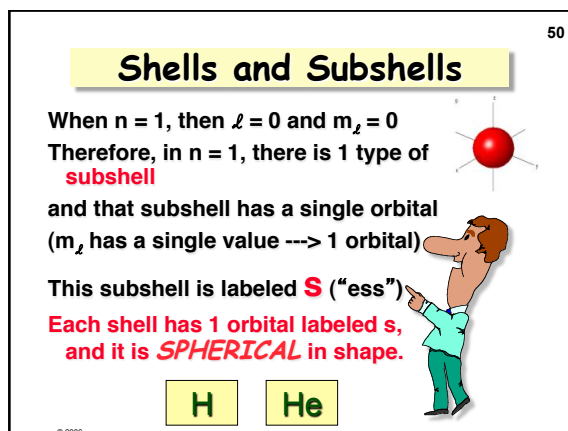 50
Shells and Subshells
When n = 1, then ℓ = 0 and mℓ = 0
Therefore, in n = 1, there is 1 type of
subshell
and that subshell has a single orbital
(mℓ has a single value ---> 1 orbital)
This subshell is labeled s (“ess”)
Each shell has 1 orbital labeled s,
and it is SPHERICAL in shape.
H He